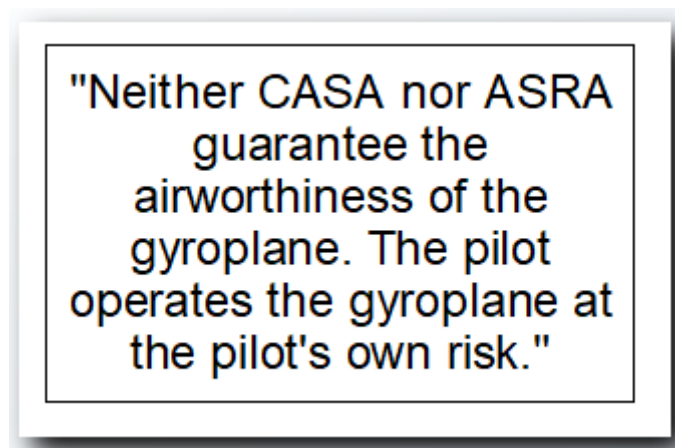 "Neither CASA nor ASRA
guarantee the
airworthiness of the
gyroplane. The pilot
operates the gyroplane at
the pilot's own risk."